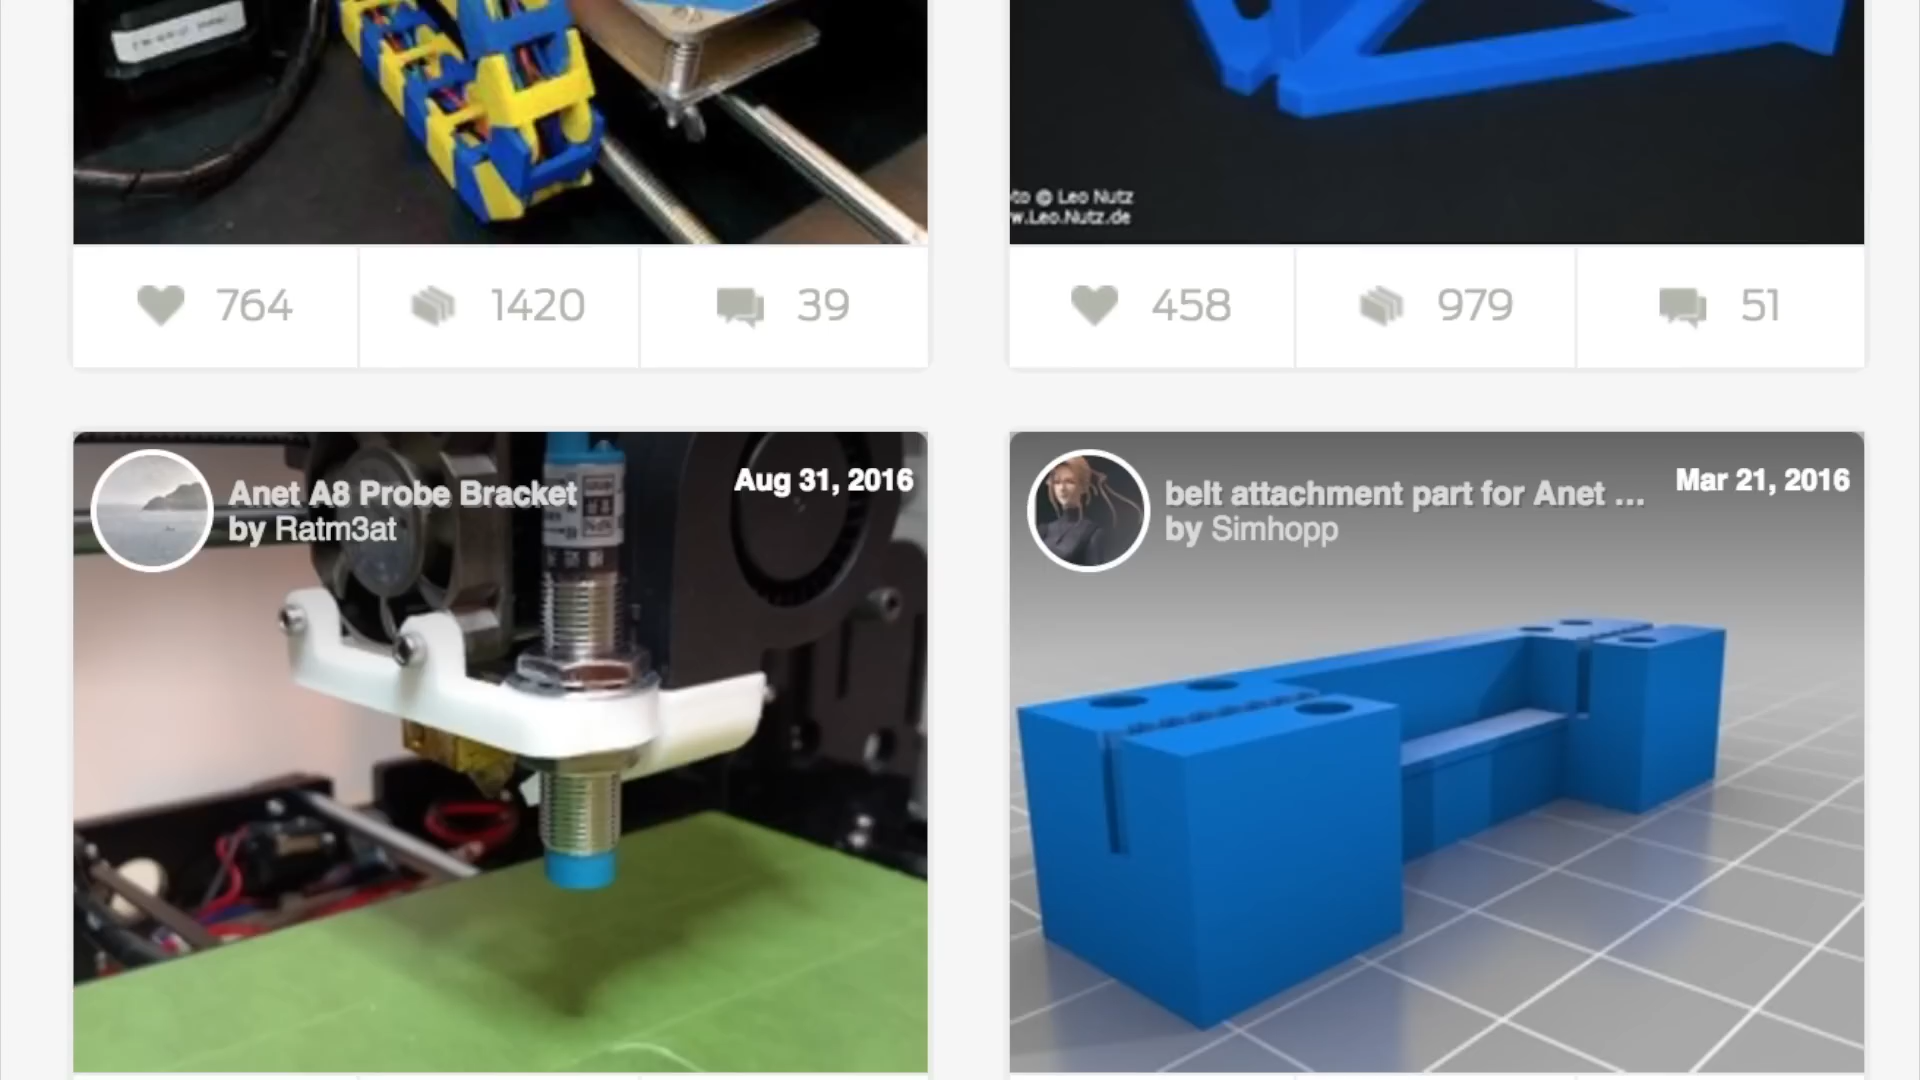 to @ Leo Nutz
w.Leo.Nutz.de
764
1420
39
458
979
51
Anet A8 Probe Bracket
by Ratm3at
Aug 31, 2016
belt attachment part for Anet ...
by Simhopp
Mar 21, 2016